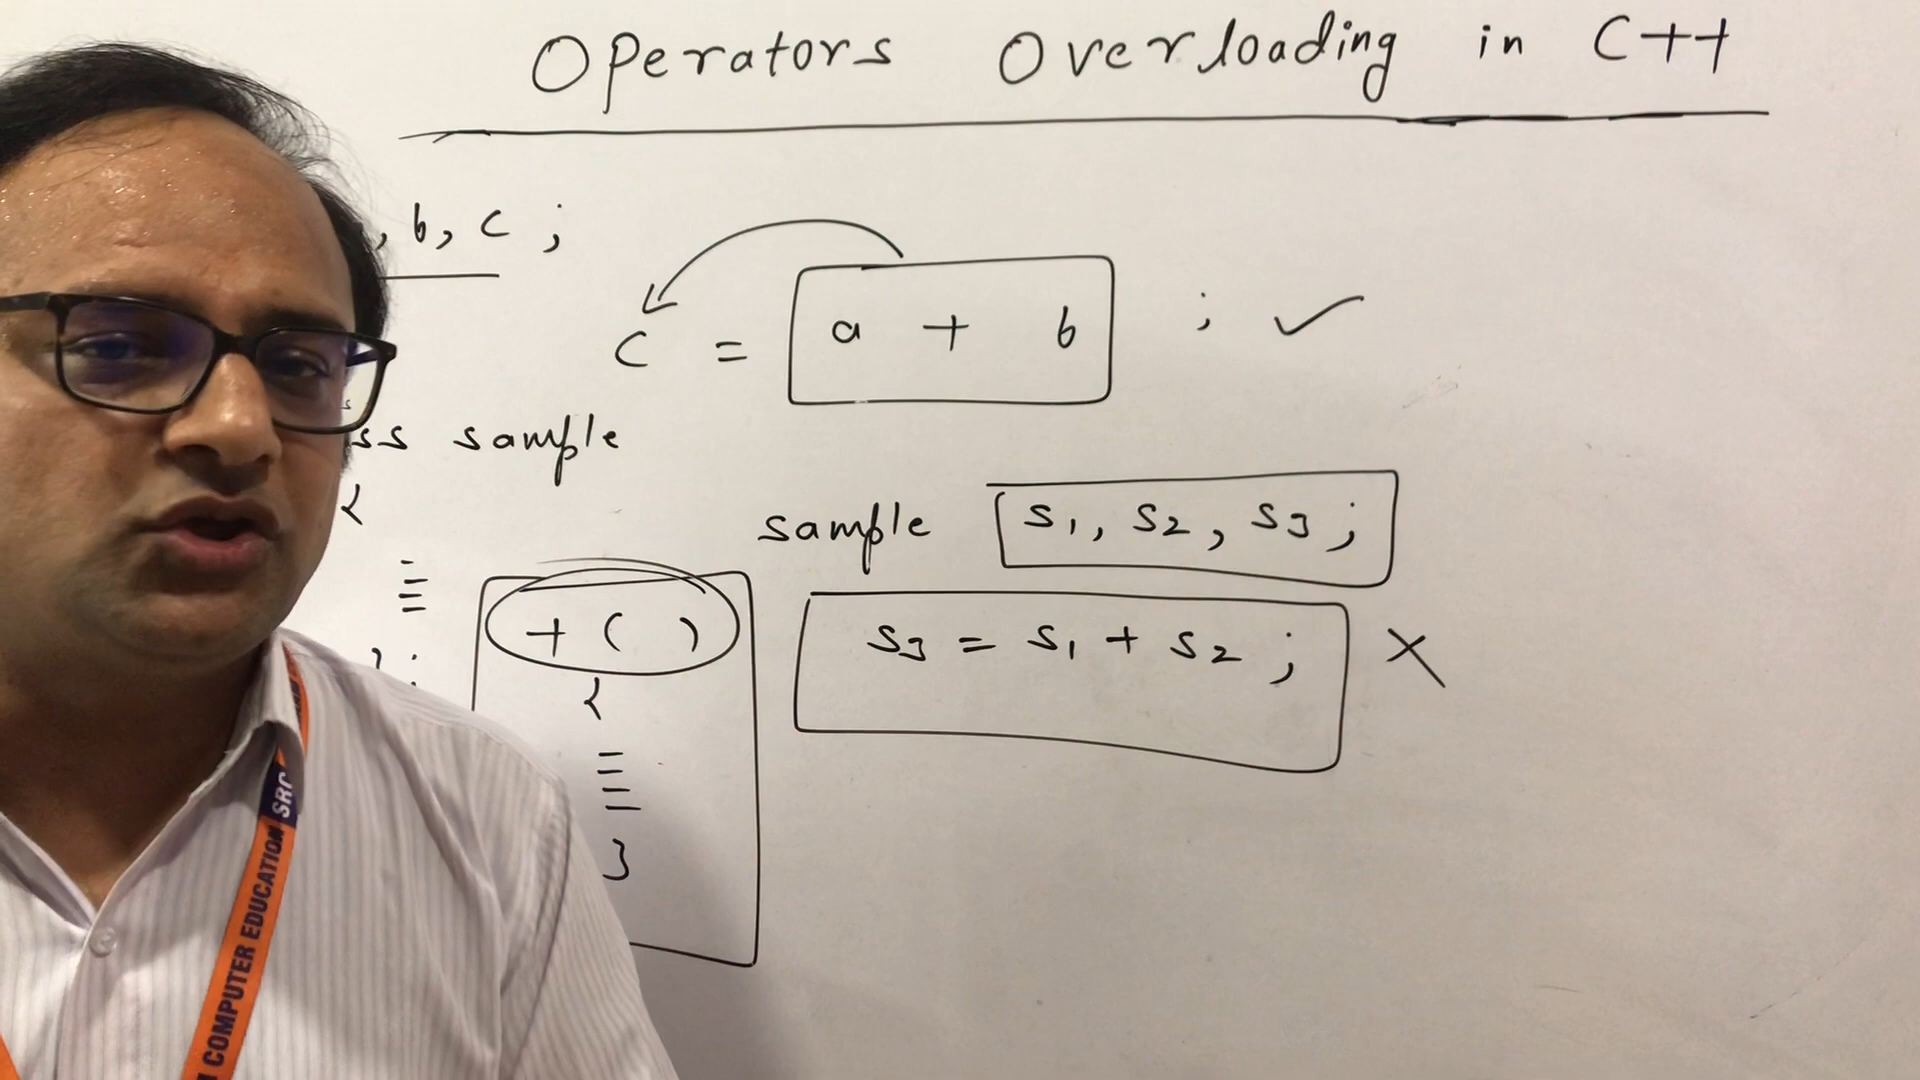 Operators Overloading in C++
, b, c ;
c = a + b ; ✓
ss sample
{
sample s1, s2, s3;
+ ( )
s3 = s1 + s2 ; ✗
{
}
SRC
COMPUTER EDUCATION